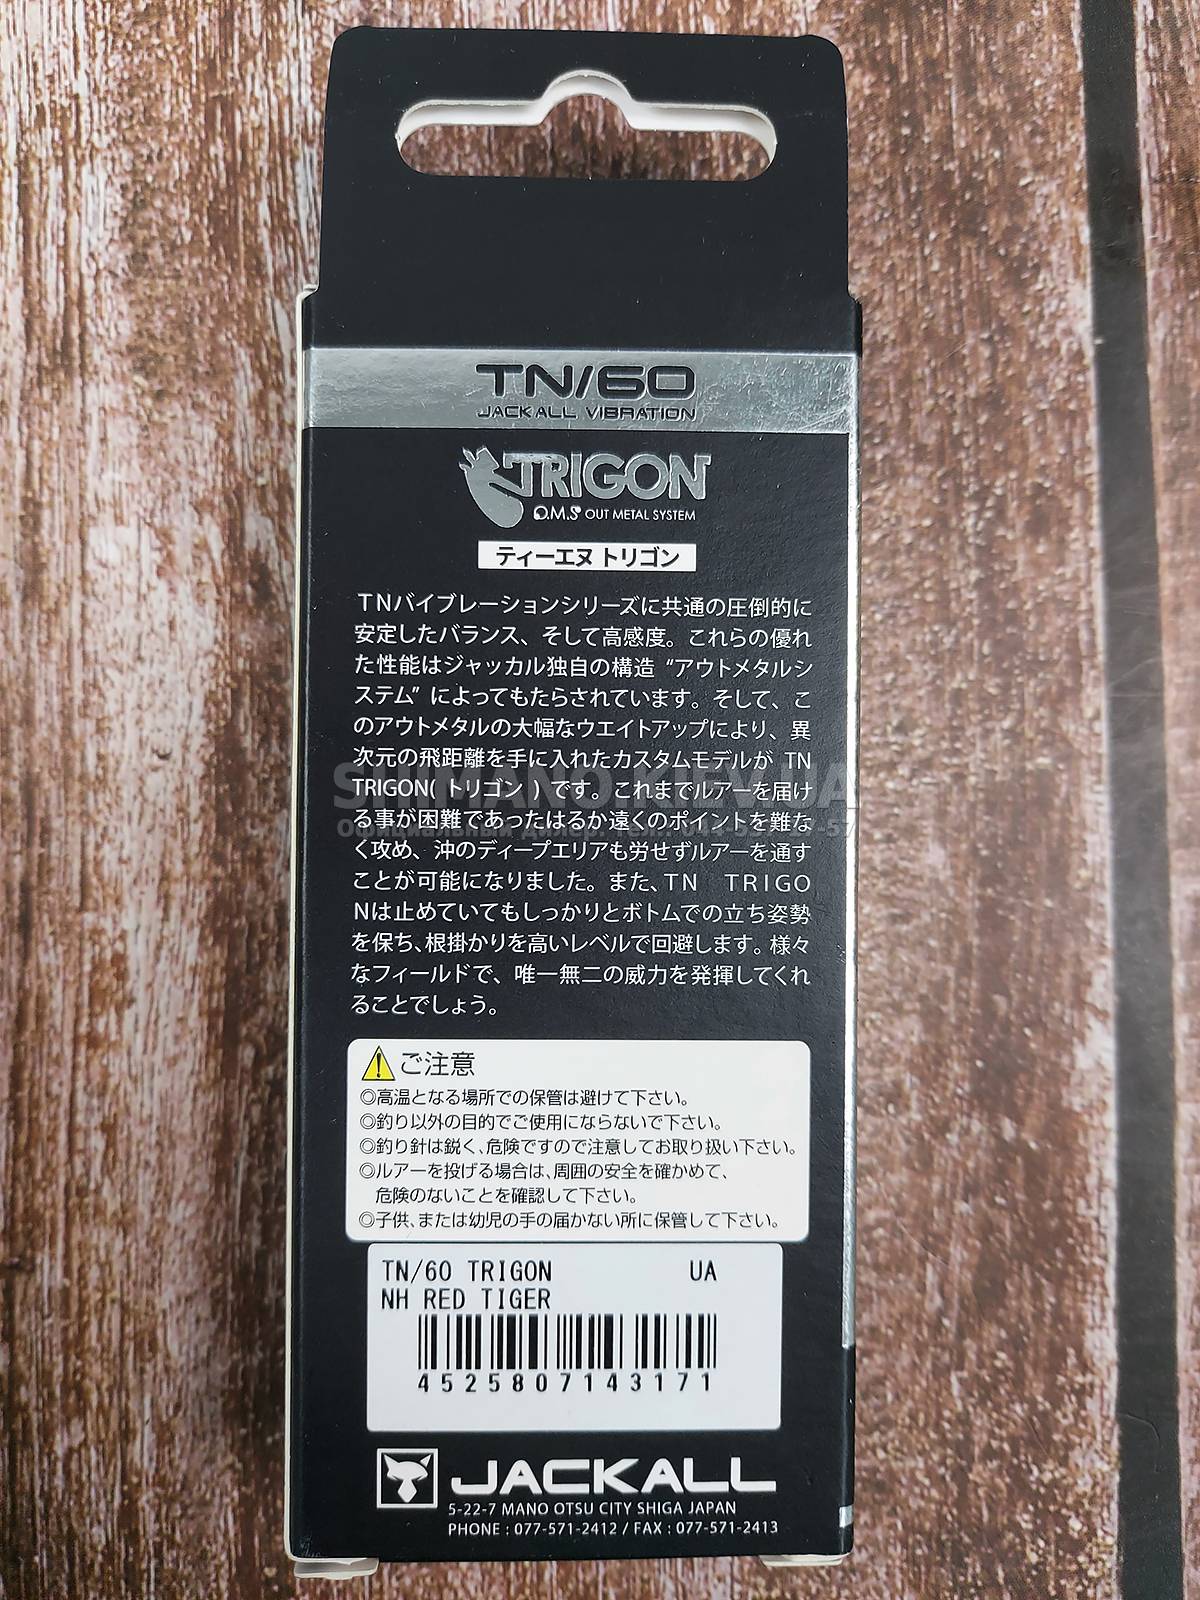 TN/60
JACKALL VIBRATION
TRIGON
O.M.S OUT METAL SYSTEM
ティーエヌ トリゴン
TNバイブレーションシリーズに共通の圧倒的に
安定したバランス、そして高感度。これらの優れ
た性能はジャッカル独自の構造 “アウトメタルシ
ステム” によってもたらされています。そして、こ
のアウトメタルの大幅なウエイトアップにより、異
次元の飛距離を手に入れたカスタムモデルが TN
TRIGON( トリゴン ) です。これまでルアーを届け
る事が困難であったはるか遠くのポイントを難な
く攻め、沖のディープエリアも労せずルアーを通す
ことが可能になりました。また、TN TRIGO
Nは止めていてもしっかりとボトムでの立ち姿勢
を保ち、根掛かりを高いレベルで回避します。様々
なフィールドで、唯一無二の威力を発揮してくれ
ることでしょう。
SHIMANO.KIEV.UA
Официальный дилер, тел.
ご注意
◎高温となる場所での保管は避けて下さい。
◎釣り以外の目的でご使用にならないで下さい。
◎釣り針は鋭く、危険ですので注意してお取り扱い下さい。
◎ルアーを投げる場合は、周囲の安全を確かめて、
危険のないことを確認して下さい。
◎子供、または幼児の手の届かない所に保管して下さい。
TN/60 TRIGON UA
NH RED TIGER
4525807143171
JACKALL
5-22-7 MANO OTSU CITY SHIGA JAPAN
PHONE : 077-571-2412 / FAX : 077-571-2413